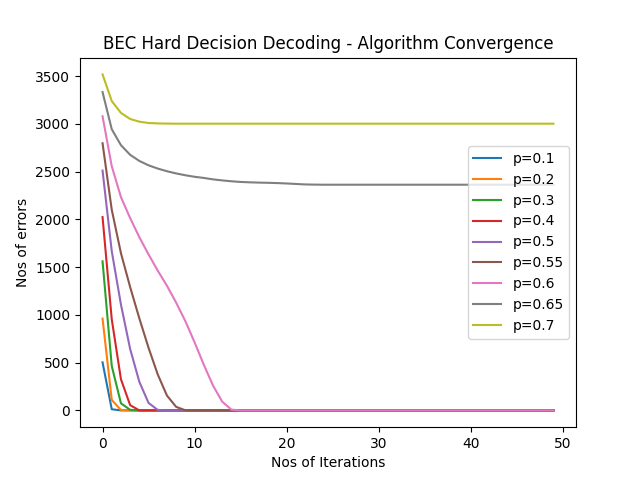 BEC Hard Decision Decoding - Algorithm Convergence
Nos of errors
3500
3000
2500
2000
1500
1000
500
0
p=0.1
p=0.2
p=0.3
p=0.4
p=0.5
p=0.55
p=0.6
p=0.65
p=0.7
0 10 20 30 40 50
Nos of Iterations